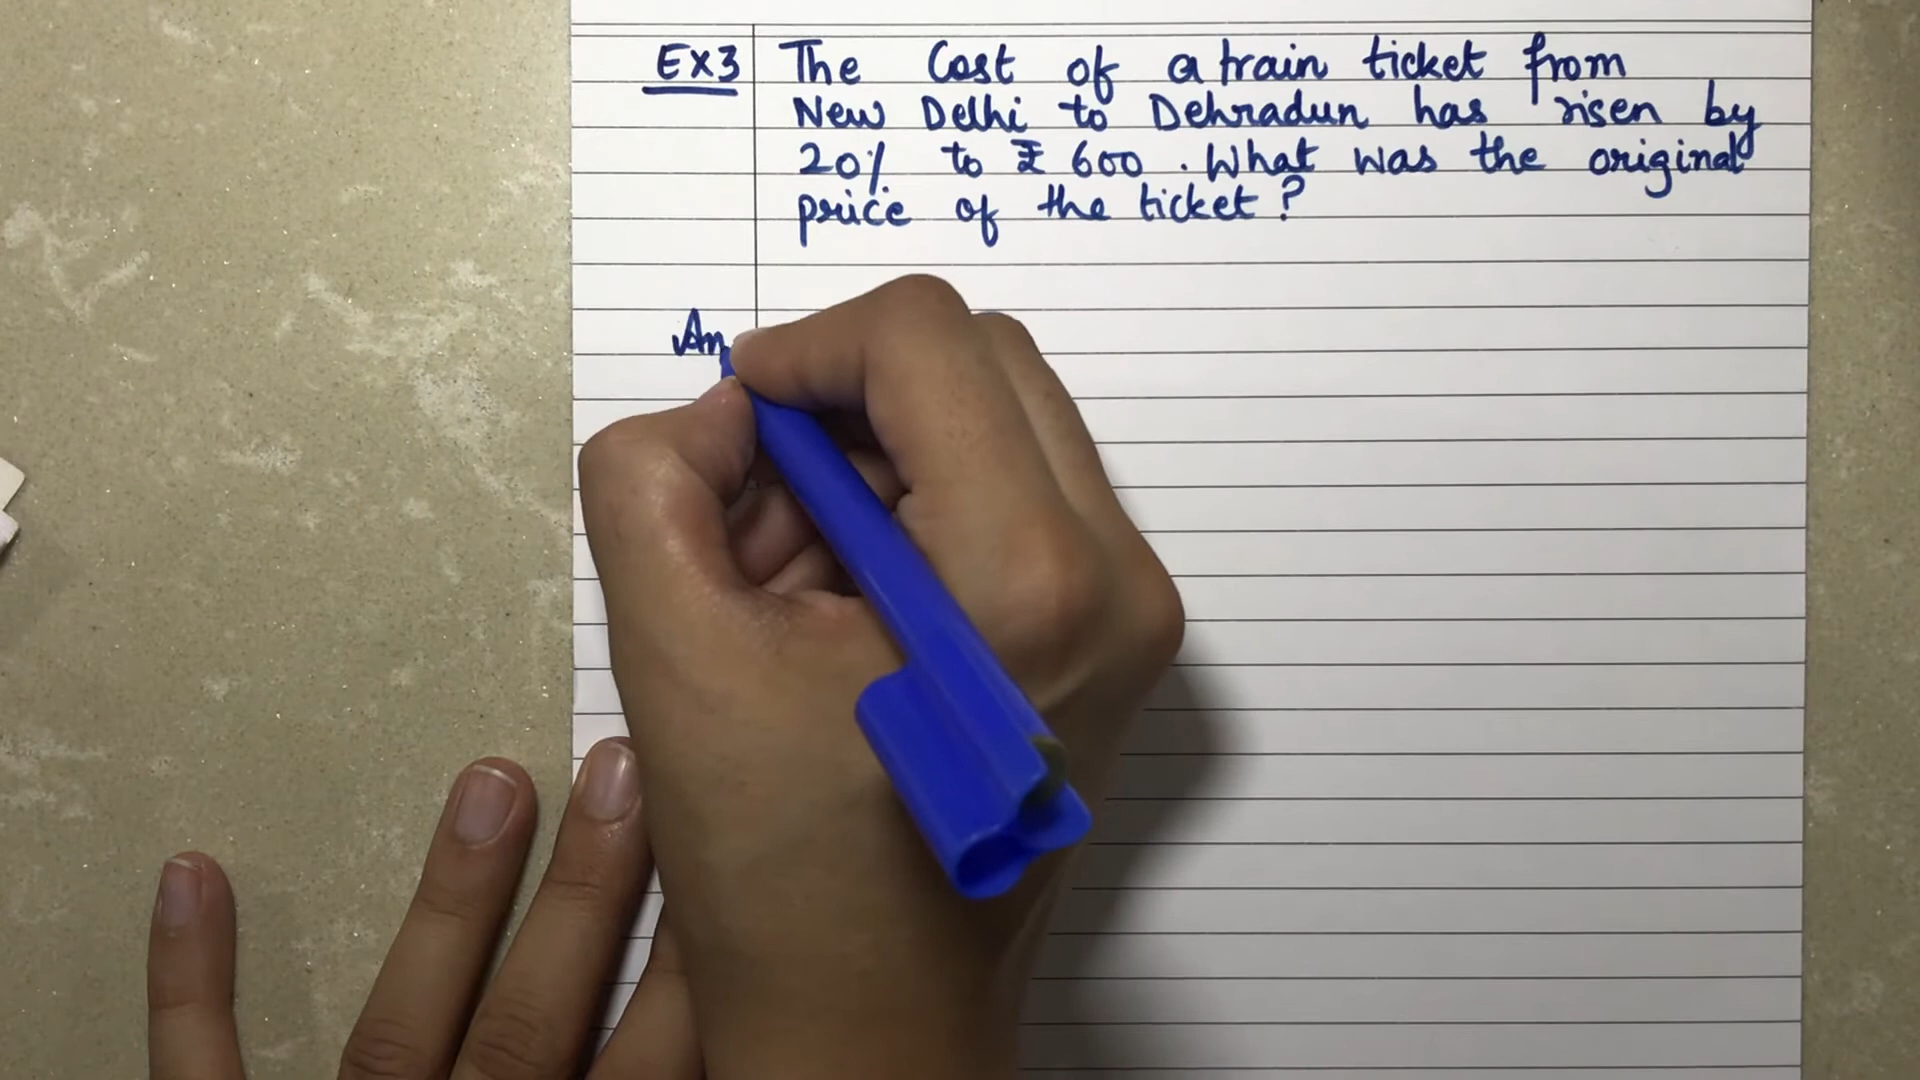 Ex3 The Cost of a train ticket from
New Delhi to Dehradun has risen by
20% to ₹ 600. What was the original
price of the ticket?
An